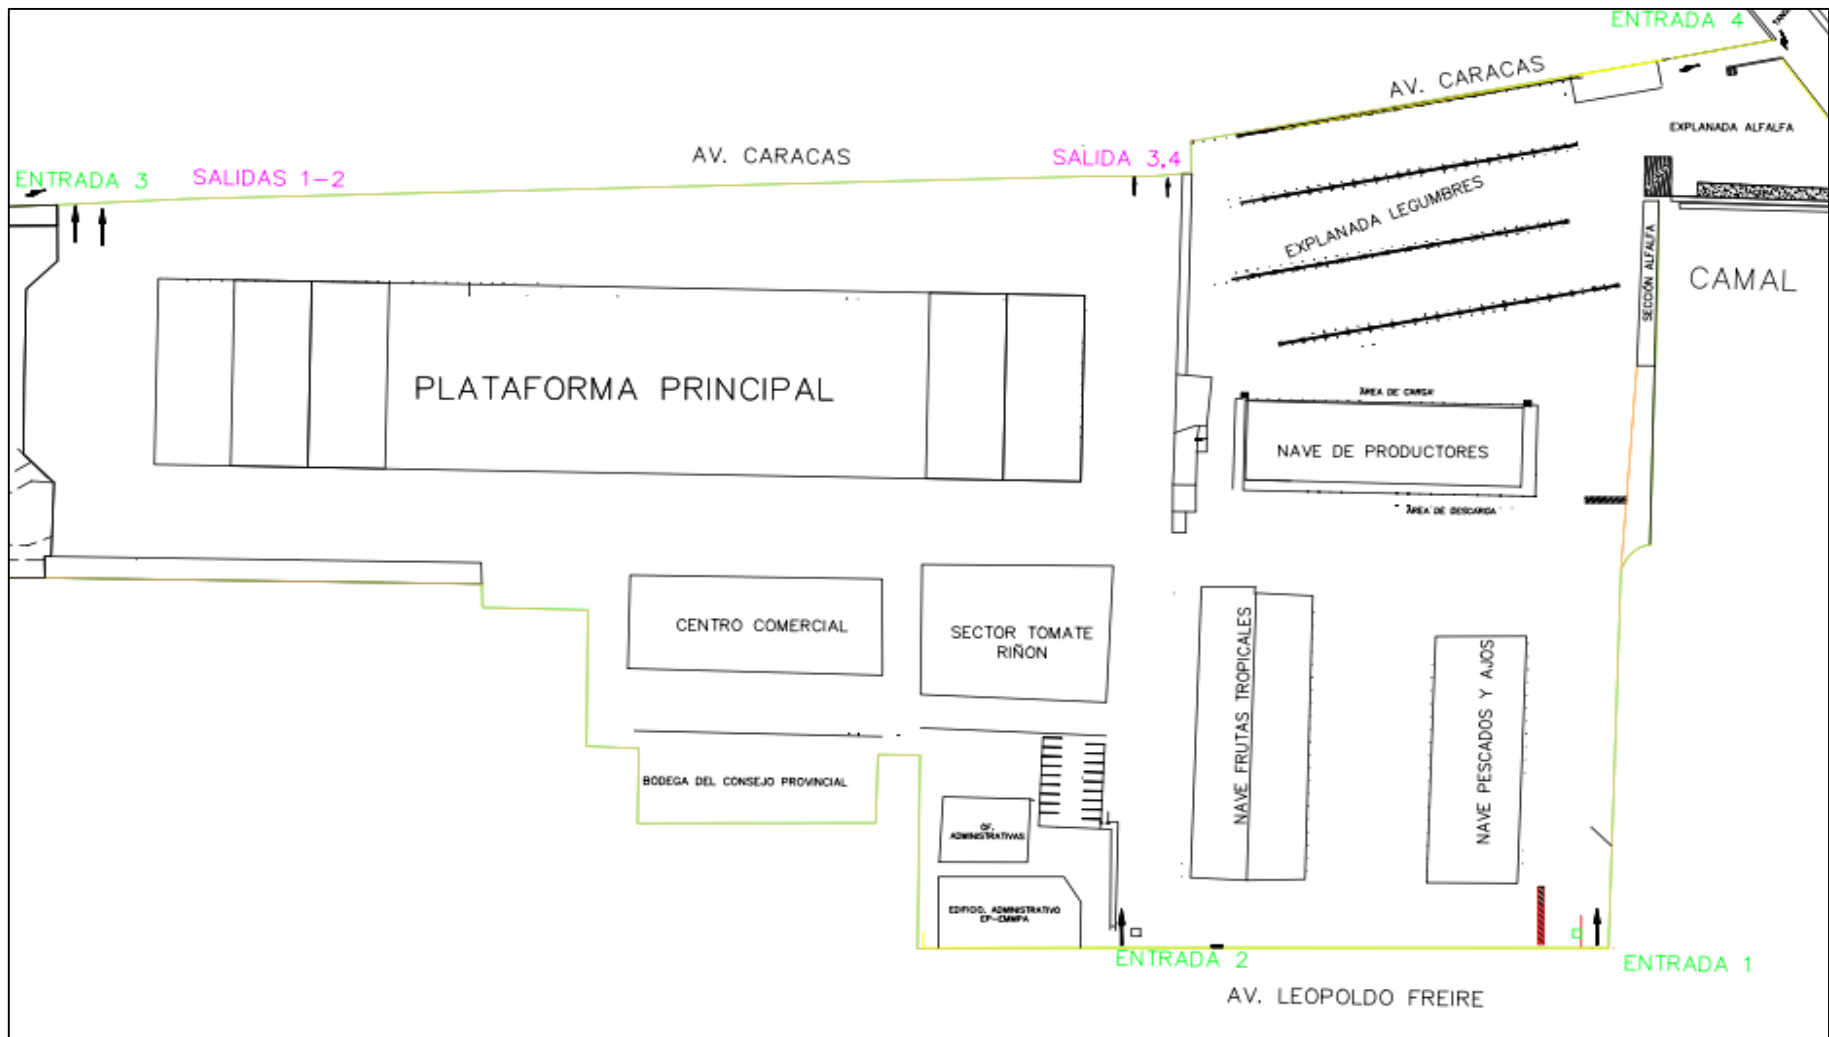 ENTRADA 4
AV. CARACAS
EXPLANADA ALFALFA
AV. CARACAS
SALIDA 3,4
ENTRADA 3
SALIDAS 1-2
EXPLANADA LEGUMBRES
SECCIÓN ALFALFA
CAMAL
PLATAFORMA PRINCIPAL
ÁREA DE CARGA
NAVE DE PRODUCTORES
ÁREA DE DESCARGA
CENTRO COMERCIAL
SECTOR TOMATE
RIÑON
NAVE FRUTAS TROPICALES
NAVE PESCADOS Y AJOS
BODEGA DEL CONSEJO PROVINCIAL
OF.
ADMINISTRATIVAS
EDIFICIO. ADMINISTRATIVO
EP-EMMPA
ENTRADA 2
ENTRADA 1
AV. LEOPOLDO FREIRE